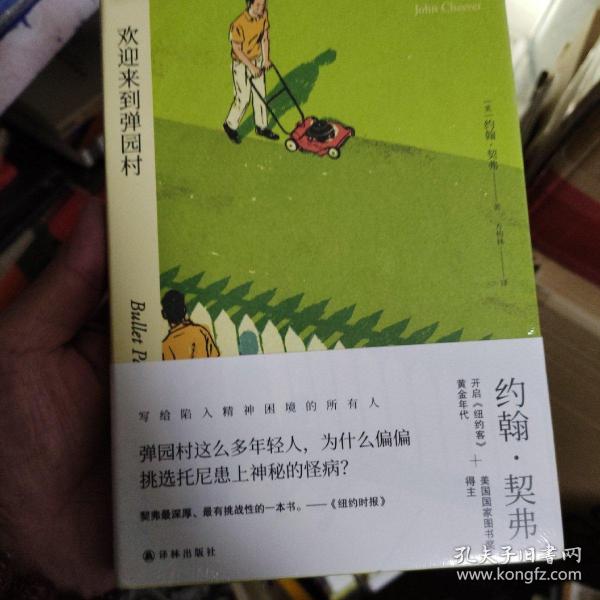 John Cheever
欢迎来到弹园村
[美]约翰·契弗 著
译
Bullet Pa
写给陷入精神困境的所有人
弹园村这么多年轻人，为什么偏偏
挑选托尼患上神秘的怪病？
契弗最深厚、最有挑战性的一本书。——《纽约时报》
译林出版社
约翰·契弗
开启《纽约客》
黄金年代
+
美国国家图书奖
得主
孔夫子旧书网
www.kongfz.com